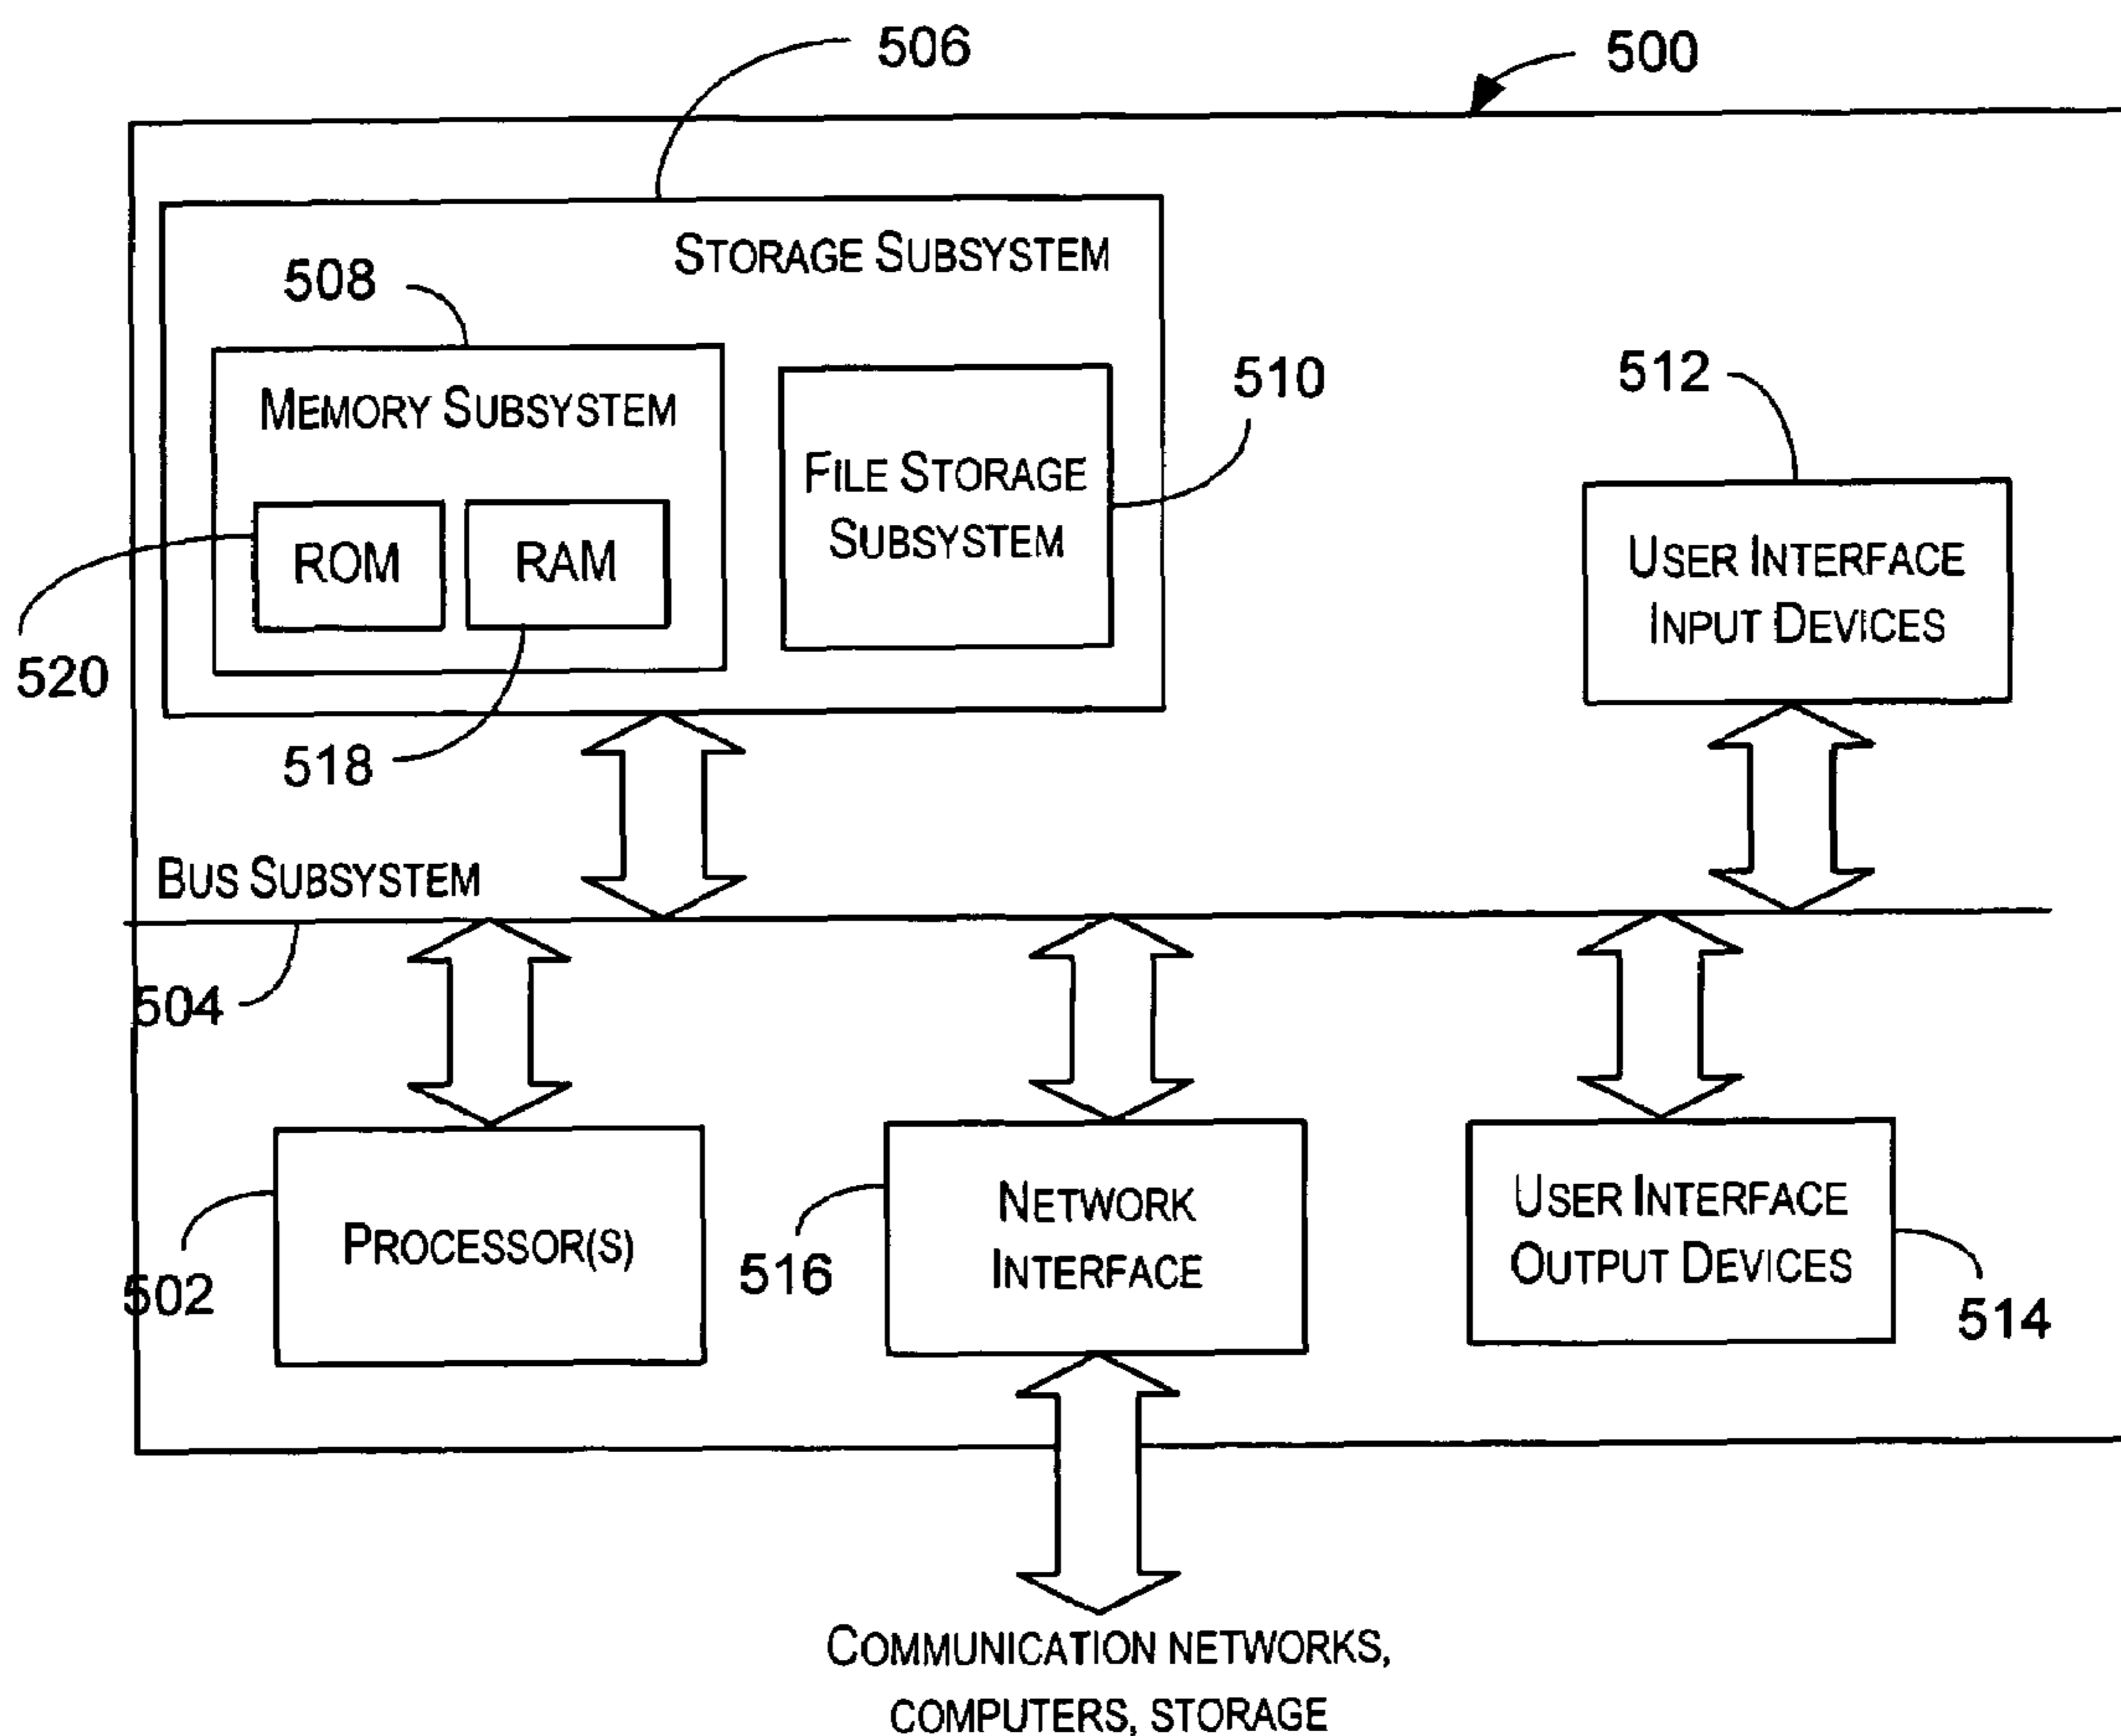 506
500
STORAGE SUBSYSTEM
508
MEMORY SUBSYSTEM
510
512
FILE STORAGE
SUBSYSTEM
ROM
RAM
USER INTERFACE
INPUT DEVICES
520
518
BUS SUBSYSTEM
504
PROCESSOR(S)
502
NETWORK
INTERFACE
516
USER INTERFACE
OUTPUT DEVICES
514
COMMUNICATION NETWORKS,
COMPUTERS, STORAGE